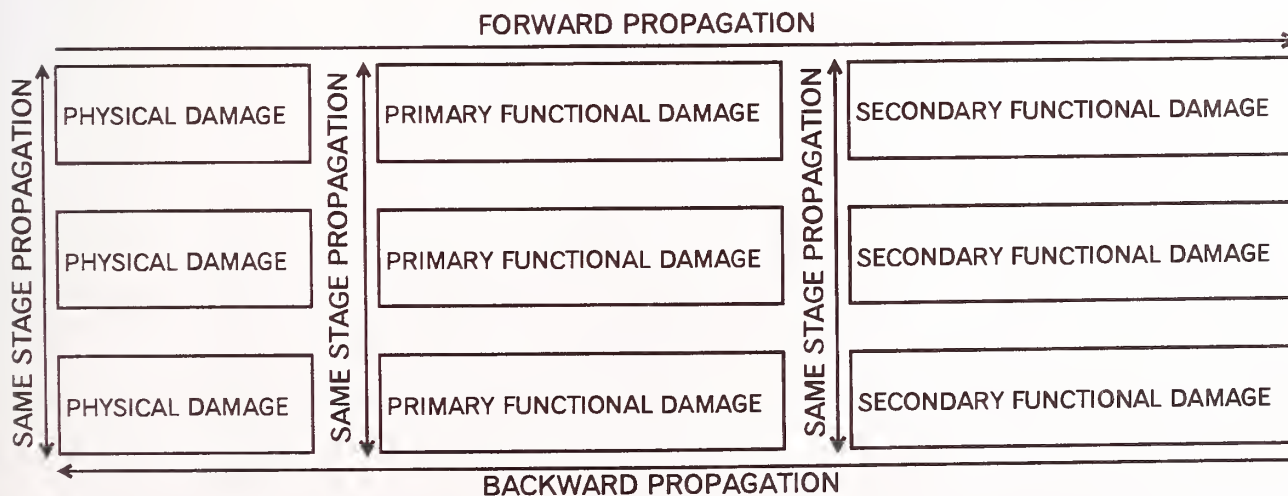 FORWARD PROPAGATION
SAME STAGE PROPAGATION
PHYSICAL DAMAGE
PHYSICAL DAMAGE
PHYSICAL DAMAGE
SAME STAGE PROPAGATION
PRIMARY FUNCTIONAL DAMAGE
PRIMARY FUNCTIONAL DAMAGE
PRIMARY FUNCTIONAL DAMAGE
SAME STAGE PROPAGATION
SECONDARY FUNCTIONAL DAMAGE
SECONDARY FUNCTIONAL DAMAGE
SECONDARY FUNCTIONAL DAMAGE
BACKWARD PROPAGATION